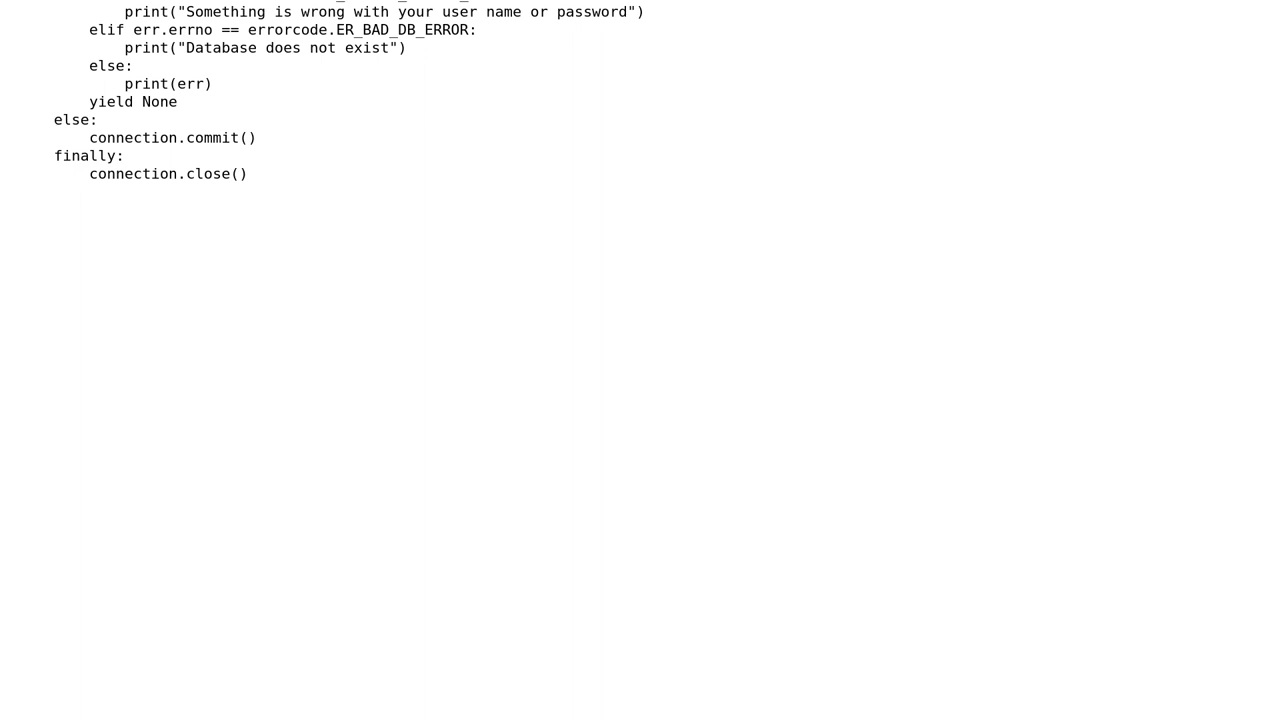 print("Something is wrong with your user name or password")
elif err.errno == errorcode.ER_BAD_DB_ERROR:
print("Database does not exist")
else:
print(err)
yield None
else:
connection.commit()
finally:
connection.close()